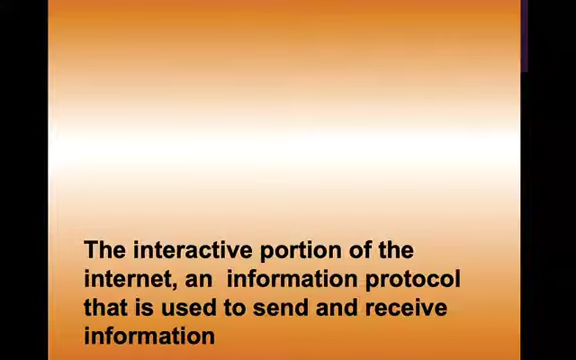 The interactive portion of the
internet, an  information protocol
that is used to send and receive
information